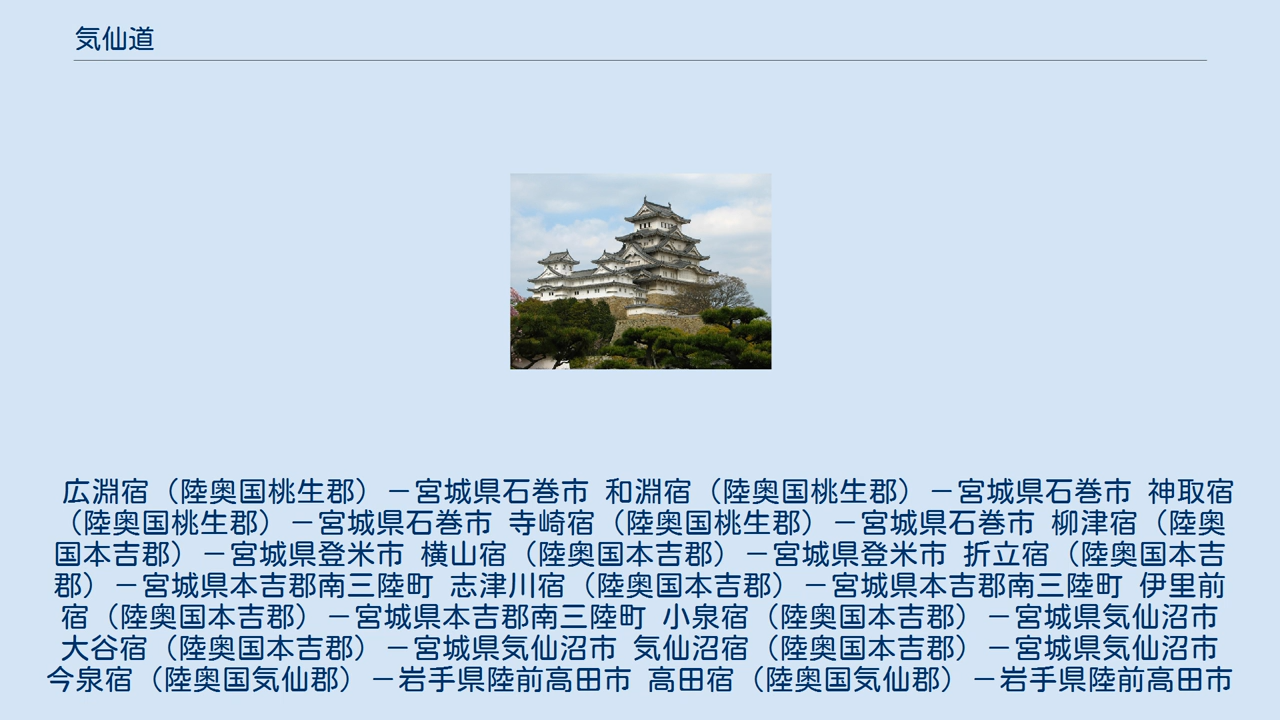 気仙道
広淵宿（陸奥国桃生郡）－宮城県石巻市 和淵宿（陸奥国桃生郡）－宮城県石巻市 神取宿
（陸奥国桃生郡）－宮城県石巻市 寺崎宿（陸奥国桃生郡）－宮城県石巻市 柳津宿（陸奥
国本吉郡）－宮城県登米市 横山宿（陸奥国本吉郡）－宮城県登米市 折立宿（陸奥国本吉
郡）－宮城県本吉郡南三陸町 志津川宿（陸奥国本吉郡）－宮城県本吉郡南三陸町 伊里前
宿（陸奥国本吉郡）－宮城県本吉郡南三陸町 小泉宿（陸奥国本吉郡）－宮城県気仙沼市
大谷宿（陸奥国本吉郡）－宮城県気仙沼市 気仙沼宿（陸奥国本吉郡）－宮城県気仙沼市
今泉宿（陸奥国気仙郡）－岩手県陸前高田市 高田宿（陸奥国気仙郡）－岩手県陸前高田市